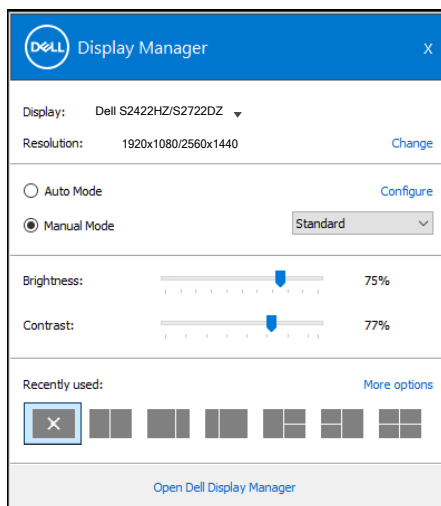 DELL Display Manager X
Display: Dell S2422HZ/S2722DZ
Resolution: 1920x1080/2560x1440 Change
Auto Mode Configure
Manual Mode Standard
Brightness: 75%
Contrast: 77%
Recently used: More options
Open Dell Display Manager